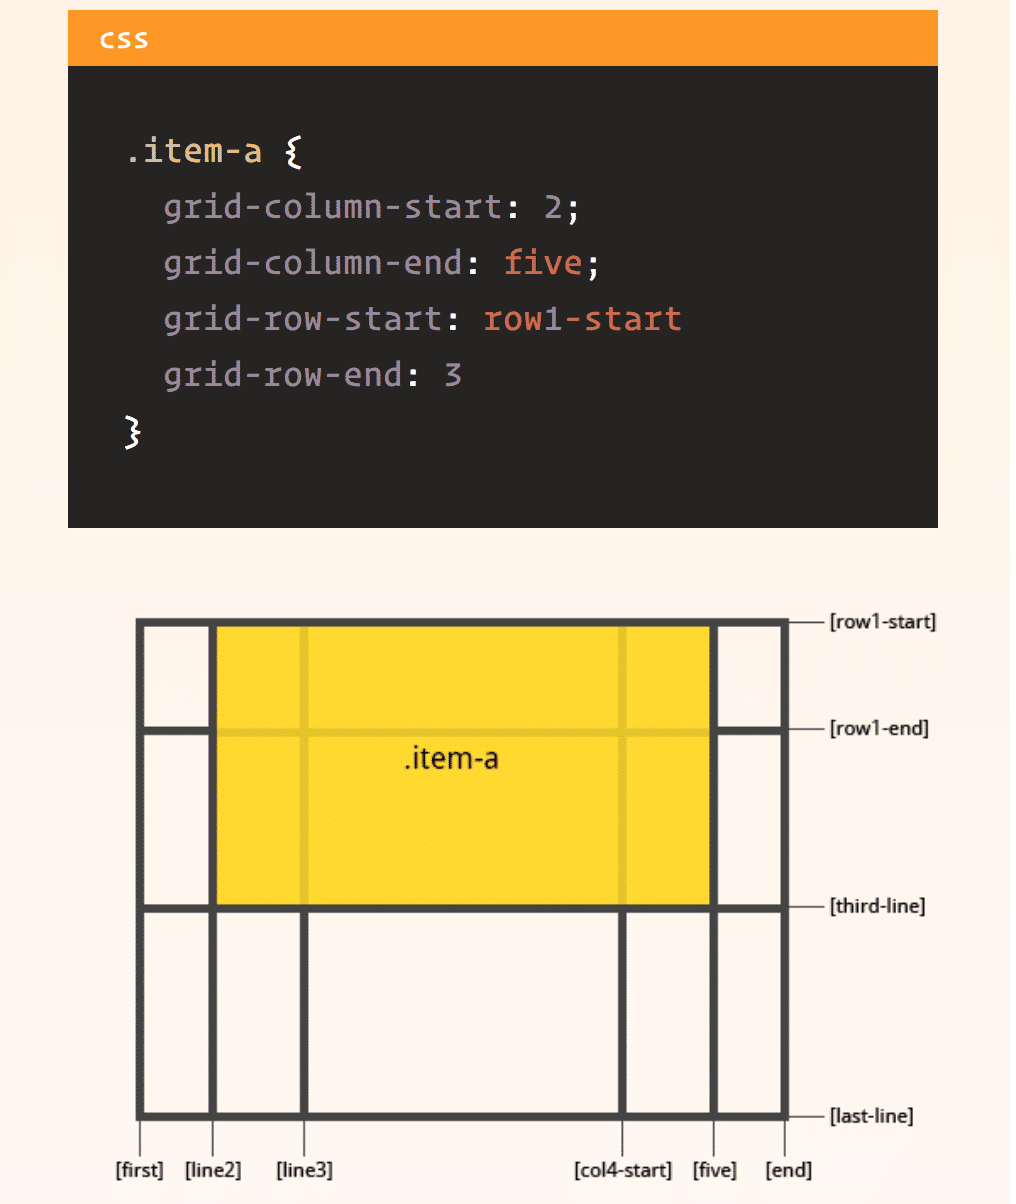 css
.item-a {
grid-column-start: 2;
grid-column-end: five;
grid-row-start: row1-start
grid-row-end: 3
}
[row1-start]
[row1-end]
.item-a
[third-line]
[last-line]
[first] [line2] [line3] [col4-start] [five] [end]